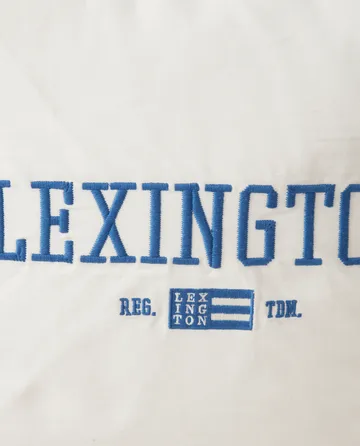 LEXINGTO
REG. LEX TDM.
ING
TON